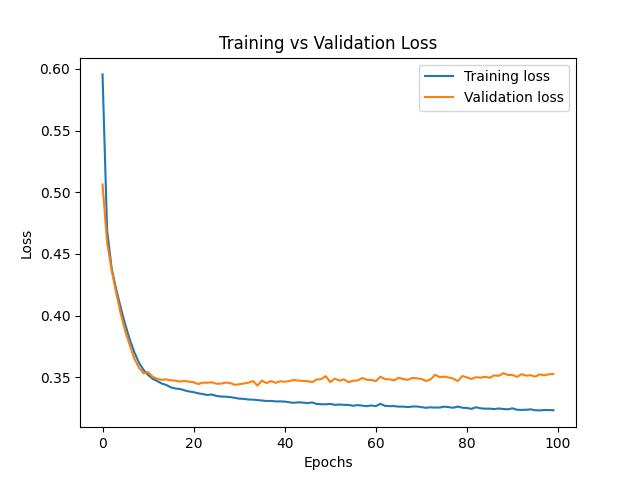 Training vs Validation Loss
Training loss
Validation loss
0.60
0.55
0.50
0.45
0.40
0.35
Loss
0 20 40 60 80 100
Epochs